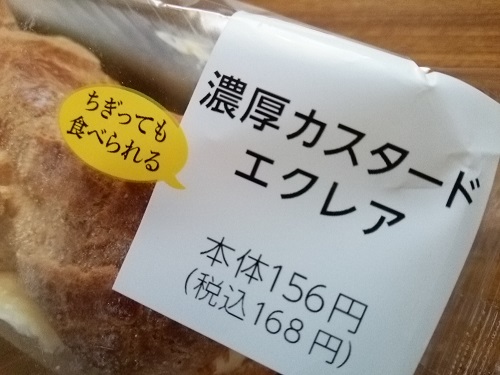 ちぎっても
食べられる
濃厚カスタード
エクレア
本体156円
(税込168円)